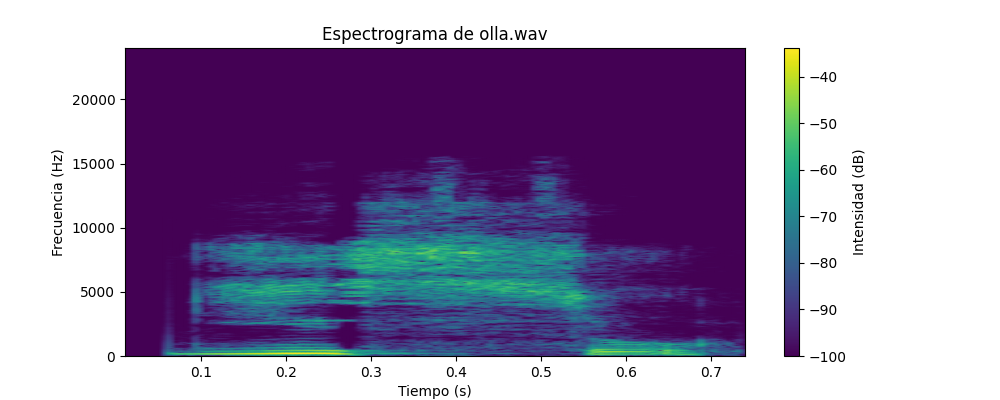 Espectrograma de olla.wav
Frecuencia (Hz)
20000
15000
10000
5000
0
0.1 0.2 0.3 0.4 0.5 0.6 0.7
Tiempo (s)
−40
−50
−60
−70
−80
−90
−100
Intensidad (dB)